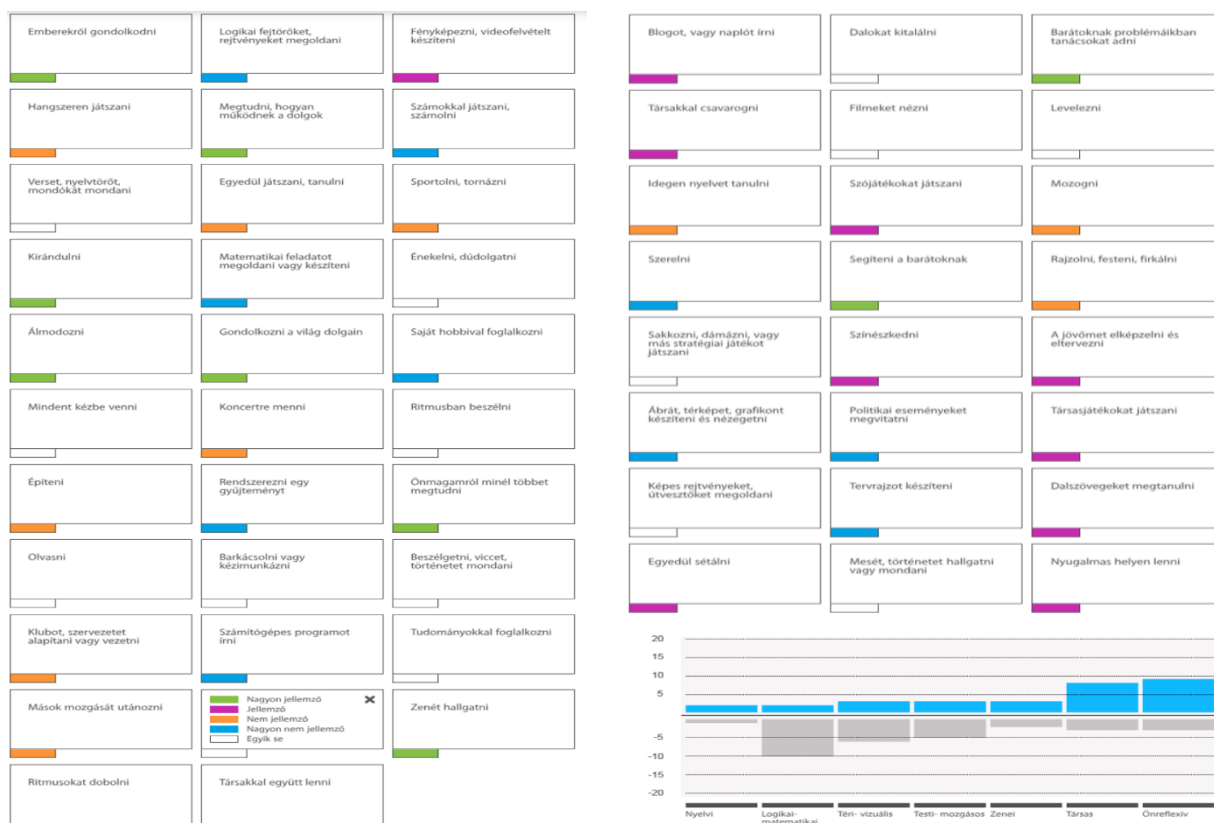 Emberekről gondolkodni
Logikai fejtörőket,
rejtvényeket megoldani
Fényképezni, videofelvételt
készíteni
Hangszeren játszani
Megtudni, hogyan
működnek a dolgok
Számokkal játszani,
számolni
Verset, nyelvtörőt,
mondókát mondani
Egyedül játszani, tanulni
Sportolni, tornázni
Kirándulni
Matematikai feladatot
megoldani vagy készíteni
Énekelni, dúdolgatni
Álmodozni
Gondolkozni a világ dolgain
Saját hobbival foglalkozni
Mindent kézbe venni
Koncertre menni
Ritmusban beszélni
Építeni
Rendszerezni egy
gyűjteményt
Önmagamról minél többet
megtudni
Olvasni
Barkácsolni vagy
kézimunkázni
Beszélgetni, viccet,
történetet mondani
Klubot, szervezetet
alapítani vagy vezetni
Számítógépes programot
írni
Tudományokkal foglalkozni
Mások mozgását utánozni
Nagyon jellemző
Jellemző
Nem jellemző
Nagyon nem jellemző
Egyik se
Zenét hallgatni
Ritmusokat dobolni
Társakkal együtt lenni
Blogot, vagy naplót írni
Dalokat kitalálni
Barátoknak problémáikban
tanácsokat adni
Társakkal csavarogni
Filmeket nézni
Levelezni
Idegen nyelvet tanulni
Szójátékokat játszani
Mozogni
Szerelni
Segíteni a barátoknak
Rajzolni, festeni, firkálni
Sakkozni, dámázni, vagy
más stratégiai játékot
játszani
Színészkedni
A jövőmet elképzelni és
eltervezni
Ábrát, térképet, grafikont
készíteni és nézegetni
Politikai eseményeket
megvitatni
Társasjátékokat játszani
Képes rejtvényeket,
útvesztőket megoldani
Tervrajzot készíteni
Dalszövegeket megtanulni
Egyedül sétálni
Mesét, történetet hallgatni
vagy mondani
Nyugalmas helyen lenni
20
15
10
5
-5
-10
-15
-20
Nyelvi
Logikai-
matematikai
Téri- vizuális
Testi- mozgásos
Zenei
Társas
Önreflexív